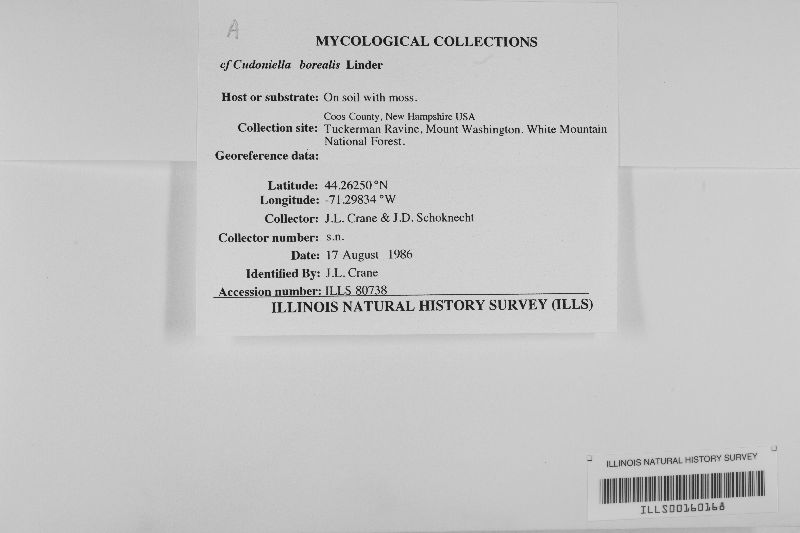 A
MYCOLOGICAL COLLECTIONS
cf Cudoniella borealis Linder
Host or substrate: On soil with moss.
Coos County, New Hampshire USA
Collection site: Tuckerman Ravine, Mount Washington. White Mountain
National Forest.
Georeference data:
Latitude: 44.26250 °N
Longitude: -71.29834 °W
Collector: J.L. Crane & J.D. Schoknecht
Collector number: s.n.
Date: 17 August 1986
Identified By: J.L. Crane
Accession number: ILLS 80738
ILLINOIS NATURAL HISTORY SURVEY (ILLS)
ILLINOIS NATURAL HISTORY SURVEY
ILLS00160168